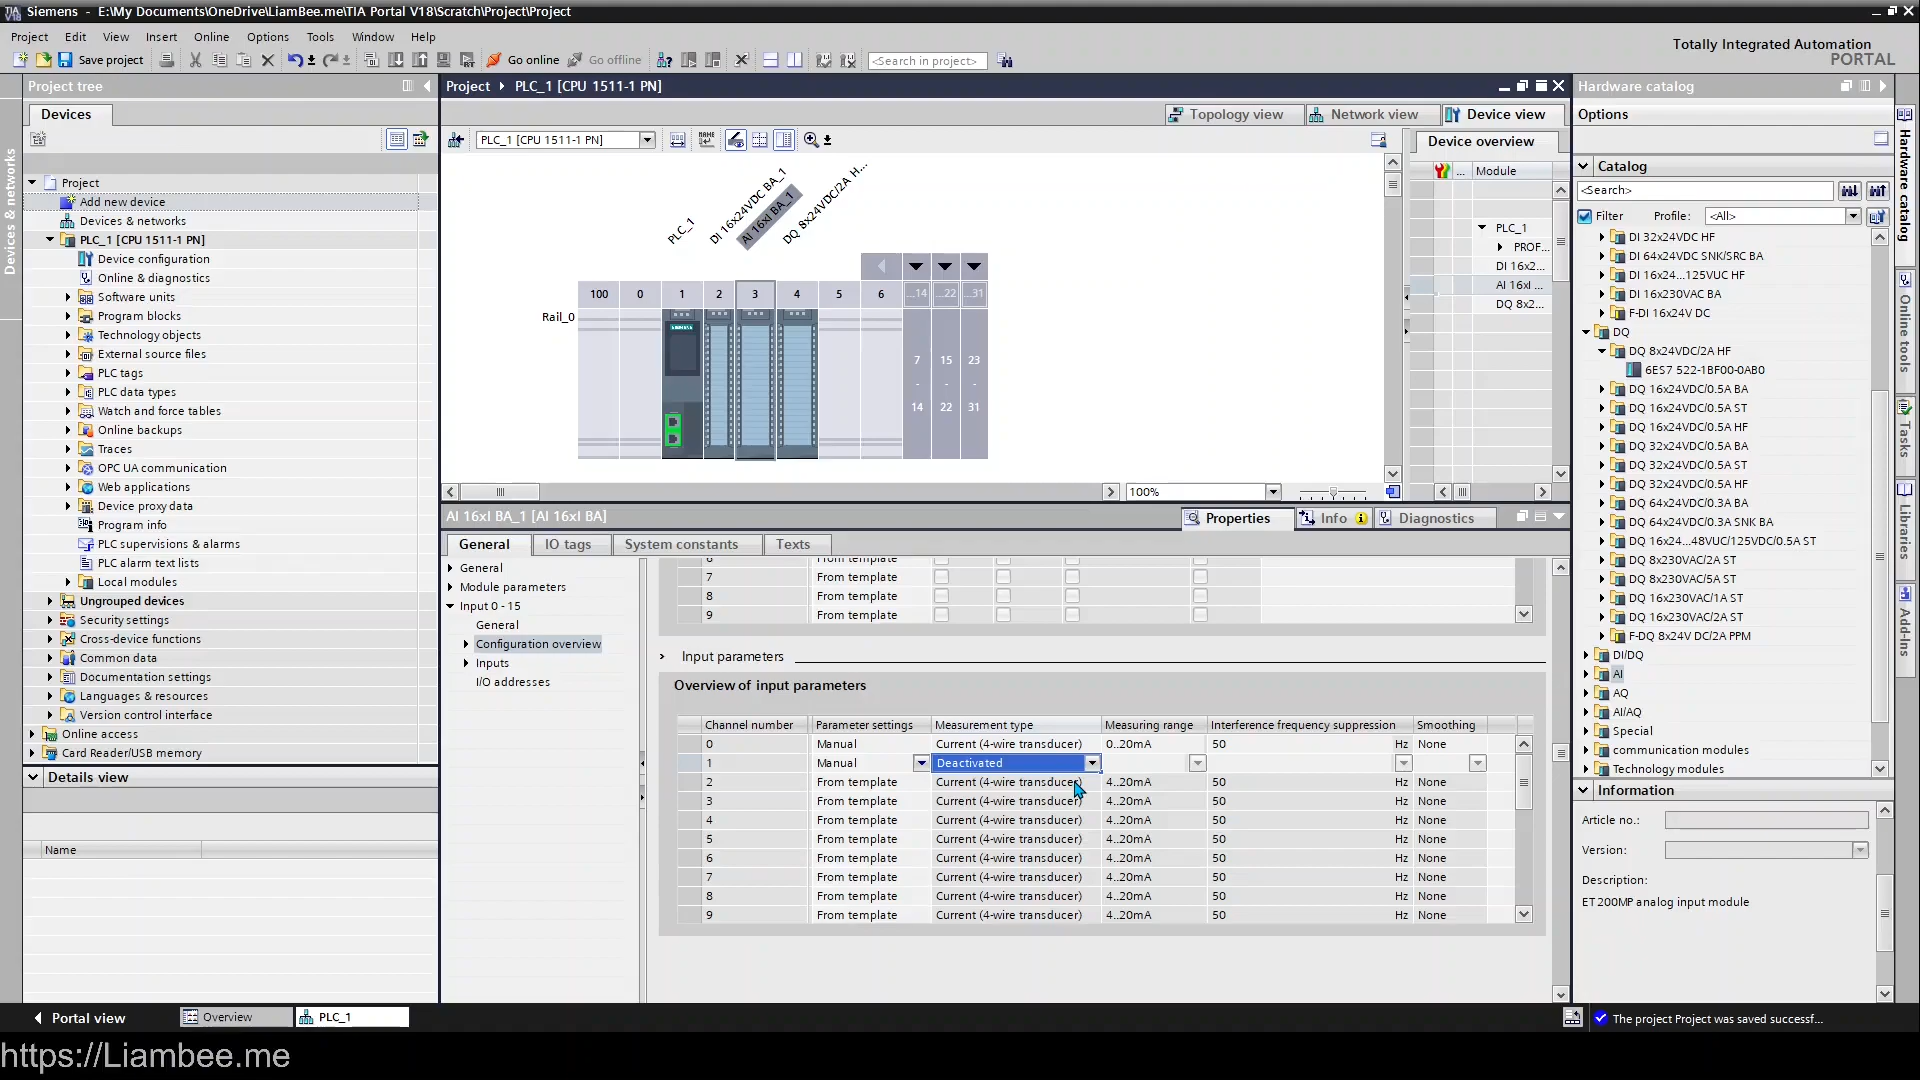 Siemens - E:\My Documents\OneDrive\LiamBee.me\TIA Portal V18\Scratch\Project\Project
Project Edit View Insert Online Options Tools Window Help
Totally Integrated Automation
PORTAL
Save project Go online Go offline <Search in project>
Project tree
Devices
Devices & networks
Project
Add new device
Devices & networks
PLC_1 [CPU 1511-1 PN]
Device configuration
Online & diagnostics
Software units
Program blocks
Technology objects
External source files
PLC tags
PLC data types
Watch and force tables
Online backups
Traces
OPC UA communication
Web applications
Device proxy data
Program info
PLC supervisions & alarms
PLC alarm text lists
Local modules
Ungrouped devices
Security settings
Cross-device functions
Common data
Documentation settings
Languages & resources
Version control interface
Online access
Card Reader/USB memory
Details view
Name
Project PLC_1 [CPU 1511-1 PN]
Topology view Network view Device view
PLC_1 [CPU 1511-1 PN]
PLC_1
DI 16x24VDC BA_1
AI 16xI BA_1
DQ 8x24VDC/2A H...
100 0 1 2 3 4 5 6 ...14 ...22 ...31
Rail_0
SIEMENS
7 15 23
- - -
14 22 31
100%
Device overview
... Module
PLC_1
PROF...
DI 16x2...
AI 16xI ...
DQ 8x2...
AI 16xI BA_1 [AI 16xI BA]
Properties Info Diagnostics
General IO tags System constants Texts
General
Module parameters
Input 0 - 15
General
Configuration overview
Inputs
I/O addresses
6 From template
7 From template
8 From template
9 From template
Input parameters
Overview of input parameters
Channel number Parameter settings Measurement type Measuring range Interference frequency suppression Smoothing
0 Manual Current (4-wire transducer) 0..20mA 50 Hz None
1 Manual Deactivated
2 From template Current (4-wire transducer) 4..20mA 50 Hz None
3 From template Current (4-wire transducer) 4..20mA 50 Hz None
4 From template Current (4-wire transducer) 4..20mA 50 Hz None
5 From template Current (4-wire transducer) 4..20mA 50 Hz None
6 From template Current (4-wire transducer) 4..20mA 50 Hz None
7 From template Current (4-wire transducer) 4..20mA 50 Hz None
8 From template Current (4-wire transducer) 4..20mA 50 Hz None
9 From template Current (4-wire transducer) 4..20mA 50 Hz None
Hardware catalog
Options
Catalog
<Search>
Filter Profile: <All>
DI 32x24VDC HF
DI 64x24VDC SNK/SRC BA
DI 16x24...125VUC HF
DI 16x230VAC BA
F-DI 16x24V DC
DQ
DQ 8x24VDC/2A HF
6ES7 522-1BF00-0AB0
DQ 16x24VDC/0.5A BA
DQ 16x24VDC/0.5A ST
DQ 16x24VDC/0.5A HF
DQ 32x24VDC/0.5A BA
DQ 32x24VDC/0.5A ST
DQ 32x24VDC/0.5A HF
DQ 64x24VDC/0.3A BA
DQ 64x24VDC/0.3A SNK BA
DQ 16x24...48VUC/125VDC/0.5A ST
DQ 8x230VAC/2A ST
DQ 8x230VAC/5A ST
DQ 16x230VAC/1A ST
DQ 16x230VAC/2A ST
F-DQ 8x24V DC/2A PPM
DI/DQ
AI
AQ
AI/AQ
Special
communication modules
Technology modules
Information
Article no.:
Version:
Description:
ET 200MP analog input module
Hardware catalog
Online tools
Tasks
Libraries
Add-Ins
Portal view Overview PLC_1
The project Project was saved successf...
https://Liambee.me